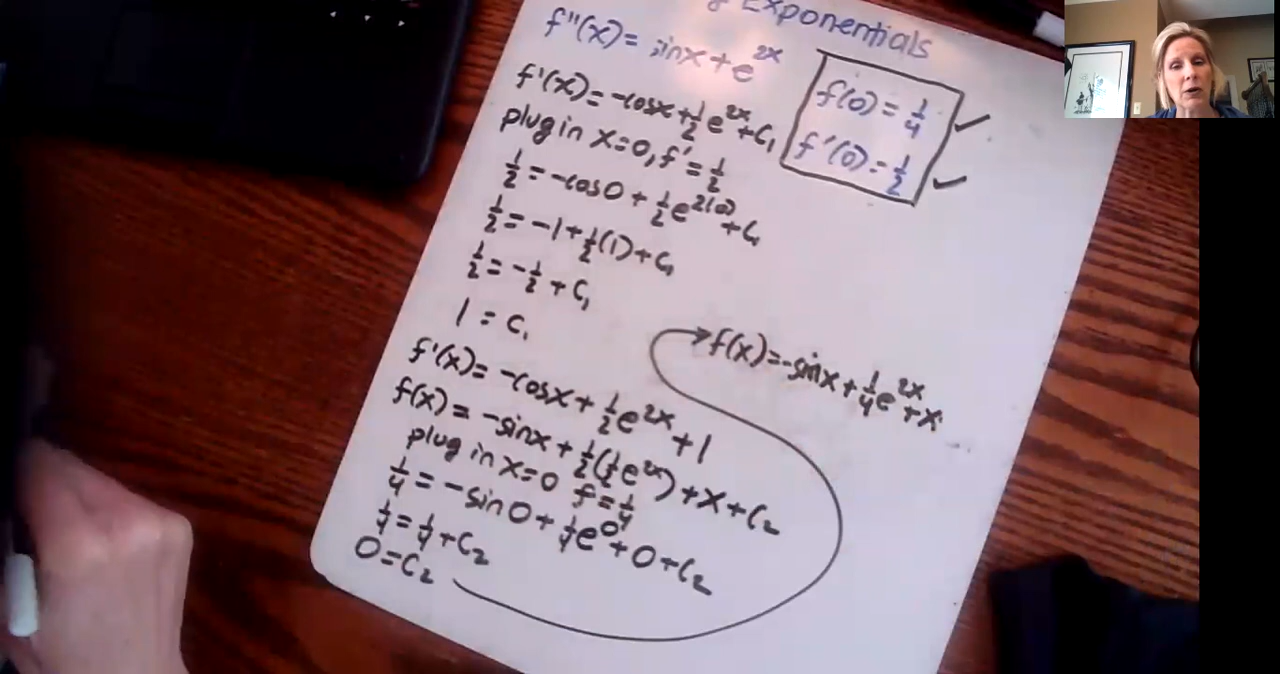 Exponentials
f''(x) = sinx + e^2x
f(0) = 1/4 ✓
f'(0) = 1/2 ✓
f'(x) = -cosx + 1/2 e^2x + C₁
plug in x=0, f' = 1/2
1/2 = -cos0 + 1/2 e^2(0) + C₁
1/2 = -1 + 1/2(1) + C₁
1/2 = -1/2 + C₁
1 = C₁
f'(x) = -cosx + 1/2 e^2x + 1
f(x) = -sinx + 1/2(1/2 e^2x) + x + C₂
plug in x=0 f = 1/4
1/4 = -sin0 + 1/4 e^0 + 0 + C₂
1/4 = 1/4 + C₂
0 = C₂
f(x) = -sinx + 1/4 e^2x + x